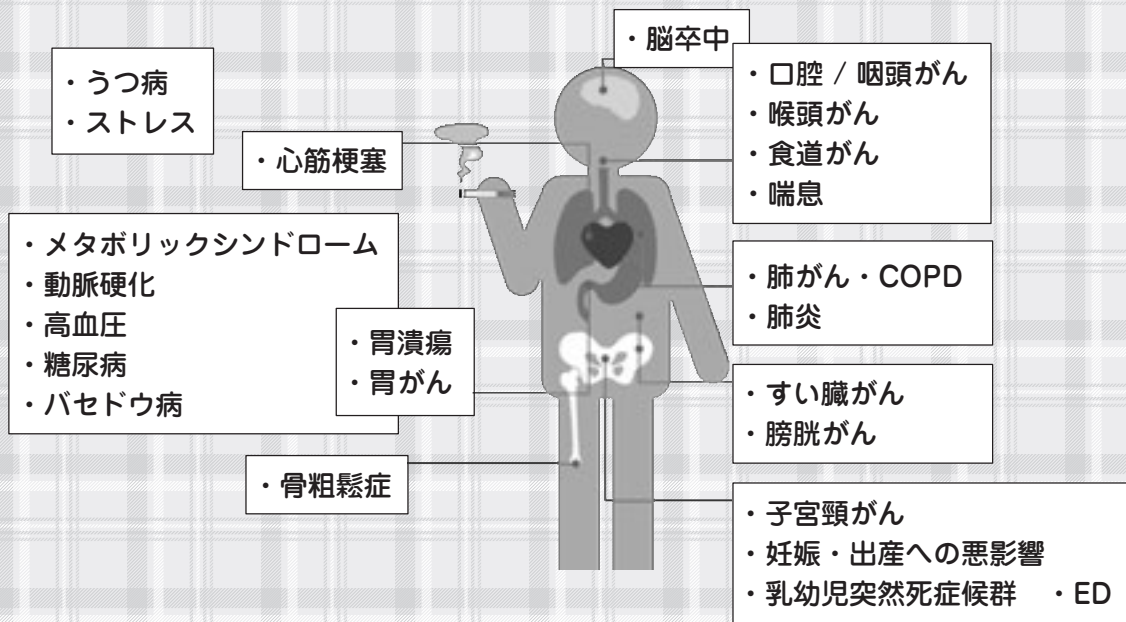 ・脳卒中
・うつ病
・ストレス
・口腔 / 咽頭がん
・喉頭がん
・食道がん
・喘息
・心筋梗塞
・メタボリックシンドローム
・動脈硬化
・高血圧
・糖尿病
・バセドウ病
・肺がん・COPD
・肺炎
・胃潰瘍
・胃がん
・すい臓がん
・膀胱がん
・骨粗鬆症
・子宮頸がん
・妊娠・出産への悪影響
・乳幼児突然死症候群　・ED